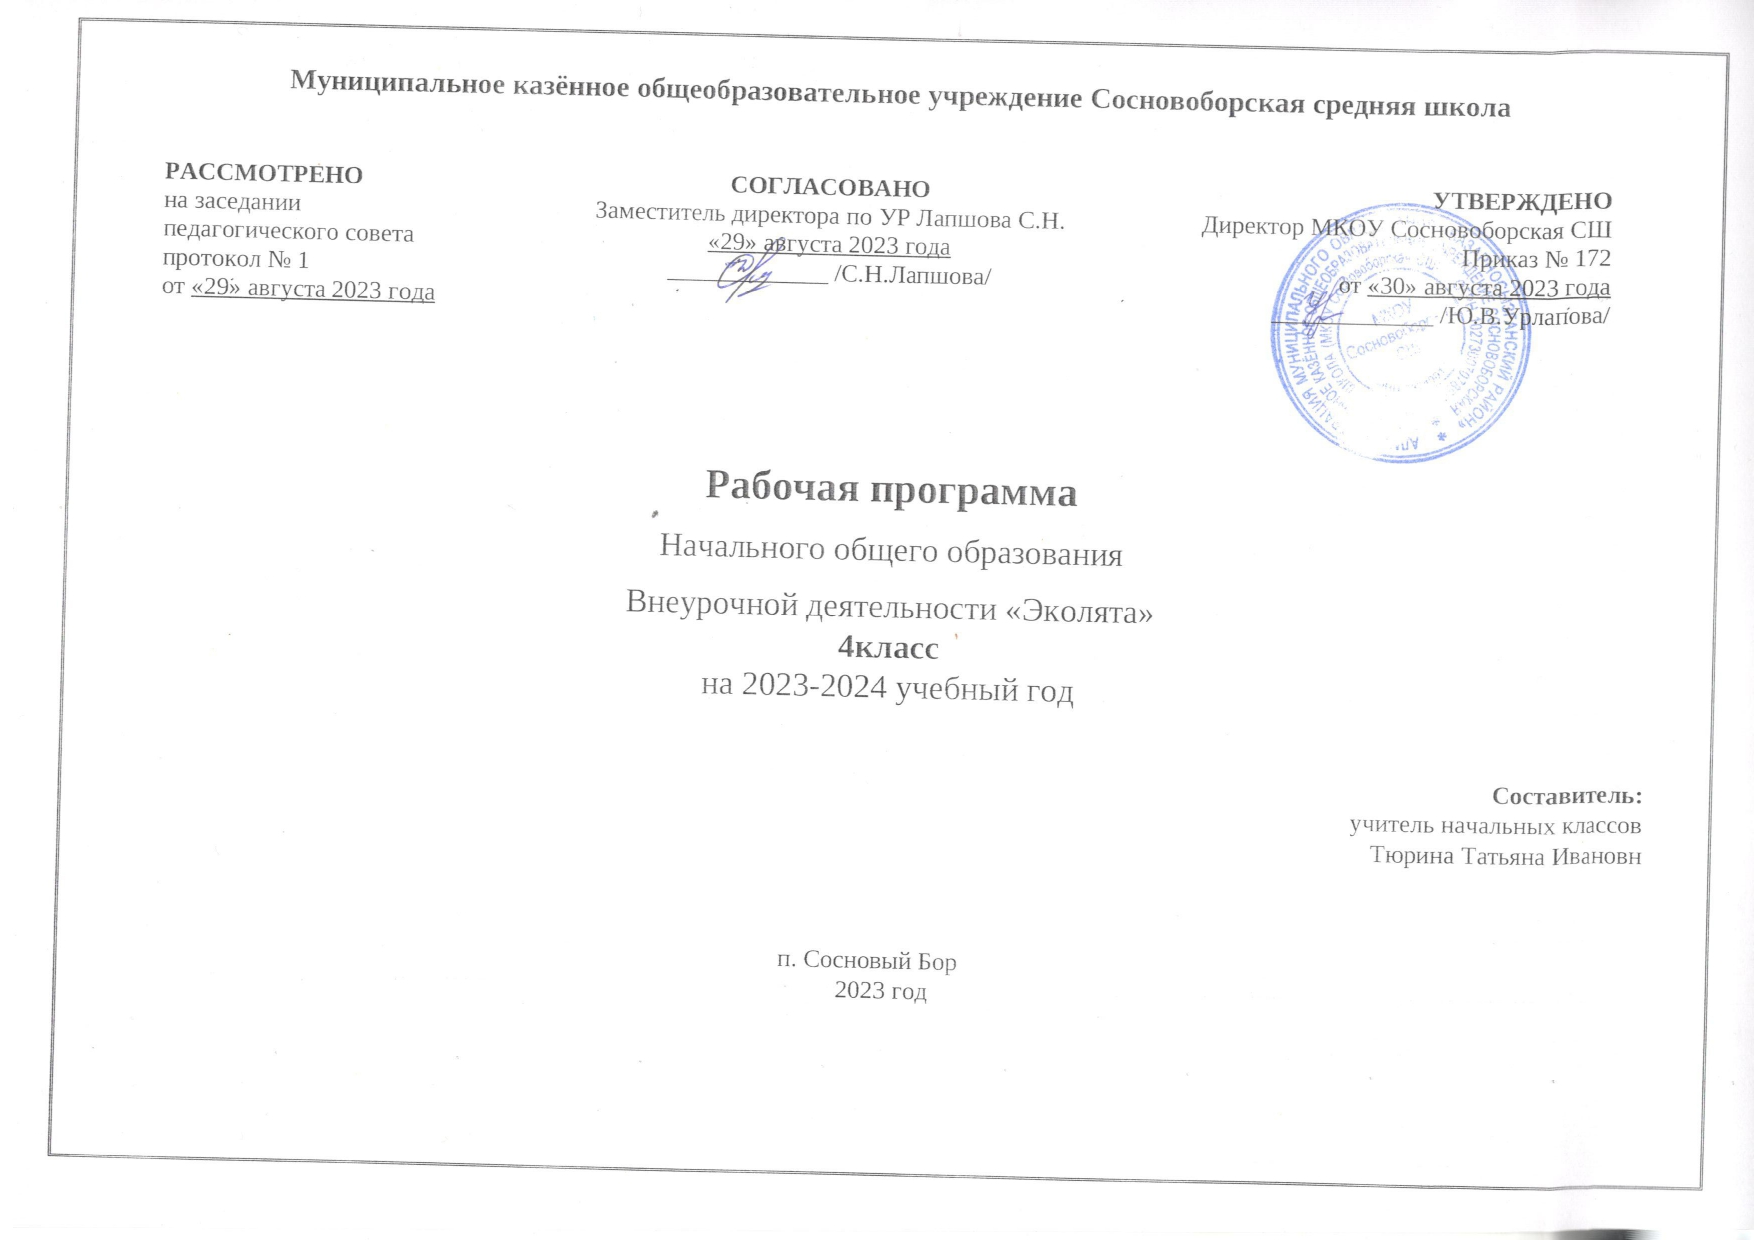 Муниципальное казённое общеобразовательное учреждение Сосновоборская средняя школа
РАССМОТРЕНО
на заседании
педагогического совета
протокол № 1
от «29» августа 2023 года
СОГЛАСОВАНО
Заместитель директора по УР Лапшова С.Н.
«29» августа 2023 года
/С.Н.Лапшова/
УТВЕРЖДЕНО
Директор МКОУ Сосновоборская СШ
Приказ № 172
от «30» августа 2023 года
/Ю.В.Урлапова/
МКОУ
Рабочая программа
Начального общего образования
Внеурочной деятельности «Эколята»
4класс
на 2023-2024 учебный год
Составитель:
учитель начальных классов
Тюрина Татьяна Ивановн
п. Сосновый Бор
2023 год